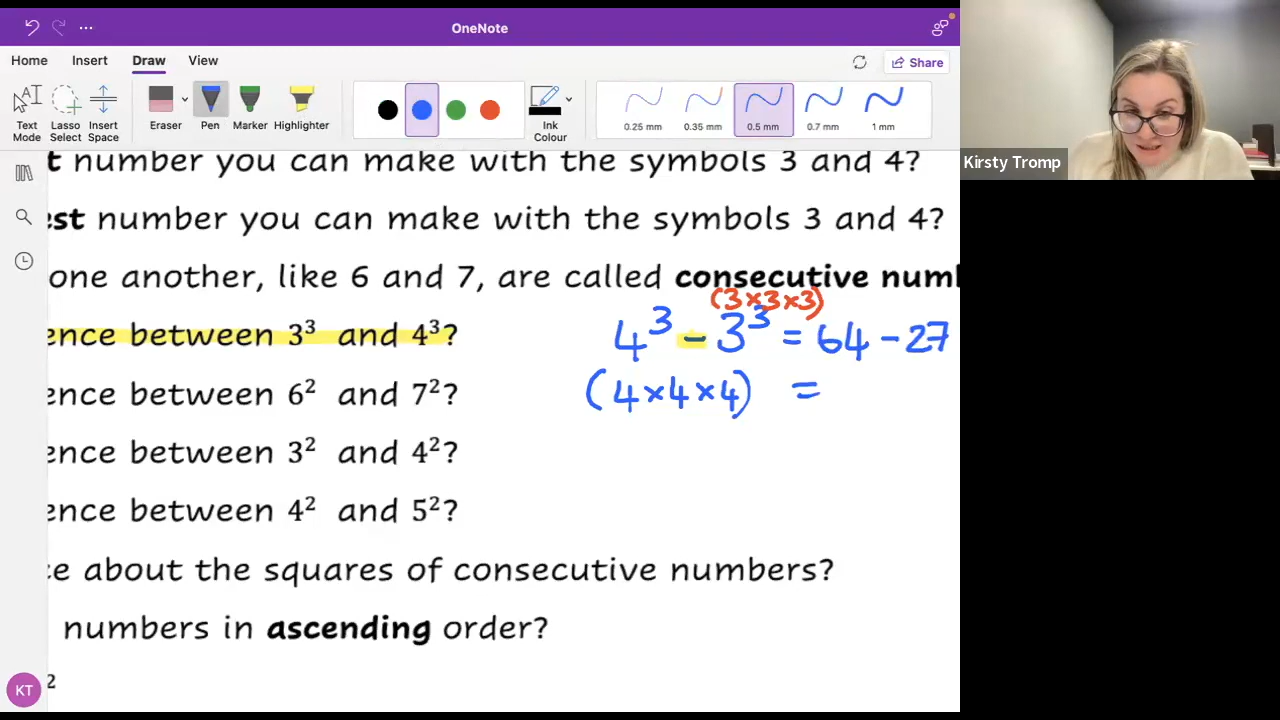 OneNote
Home Insert Draw View
Share
Text Mode
Lasso Select
Insert Space
Eraser
Pen
Marker
Highlighter
Ink Colour
0.25 mm
0.35 mm
0.5 mm
0.7 mm
1 mm
Kirsty Tromp
t number you can make with the symbols 3 and 4?
est number you can make with the symbols 3 and 4?
one another, like 6 and 7, are called consecutive numb
(3×3×3)
ence between 3³ and 4³?
4³ - 3³ = 64 - 27
ence between 6² and 7²?
(4×4×4) =
ence between 3² and 4²?
ence between 4² and 5²?
ce about the squares of consecutive numbers?
numbers in ascending order?
KT
2